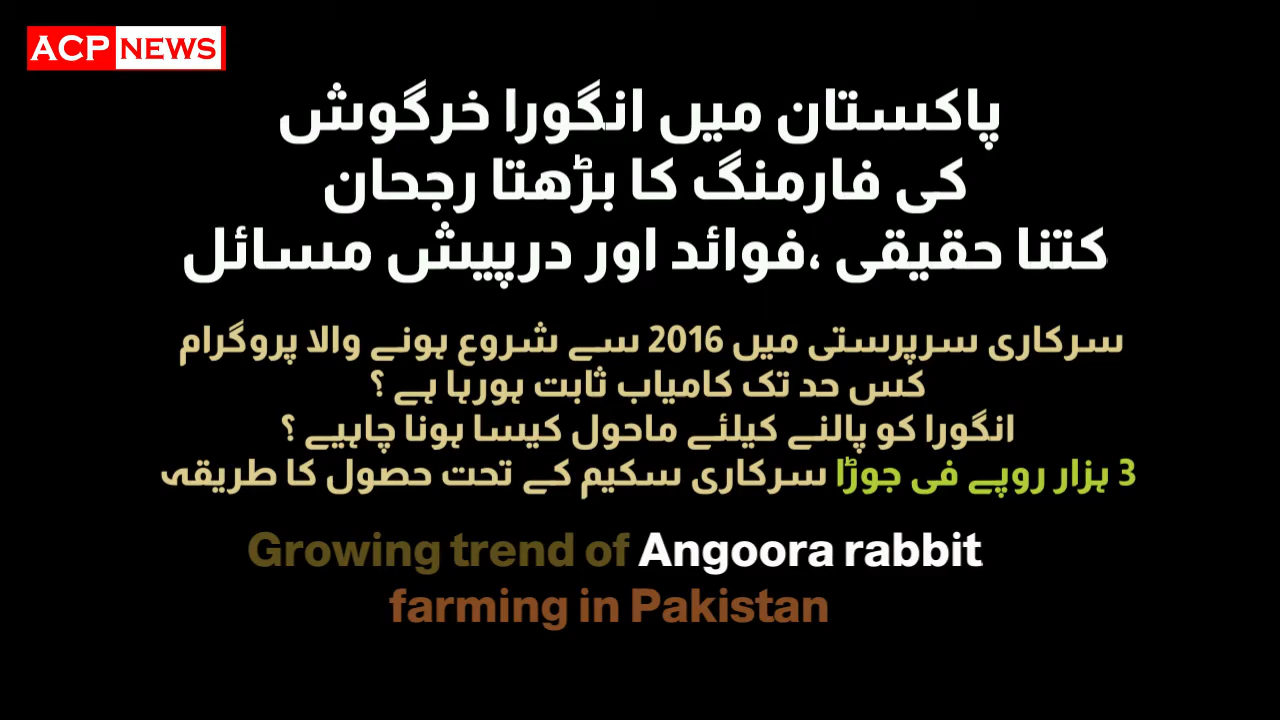 ACP NEWS
پاکستان میں انگورا خرگوش
کی فارمنگ کا بڑھتا رجحان
کتنا حقیقی ،فوائد اور درپیش مسائل
سرکاری سرپرستی میں 2016 سے شروع ہونے والا پروگرام
کس حد تک کامیاب ثابت ہورہا ہے ؟
انگورا کو پالنے کیلئے ماحول کیسا ہونا چاہیے ؟
3 ہزار روپے فی جوڑا سرکاری سکیم کے تحت حصول کا طریقی
Growing trend of Angoora rabbit
farming in Pakistan